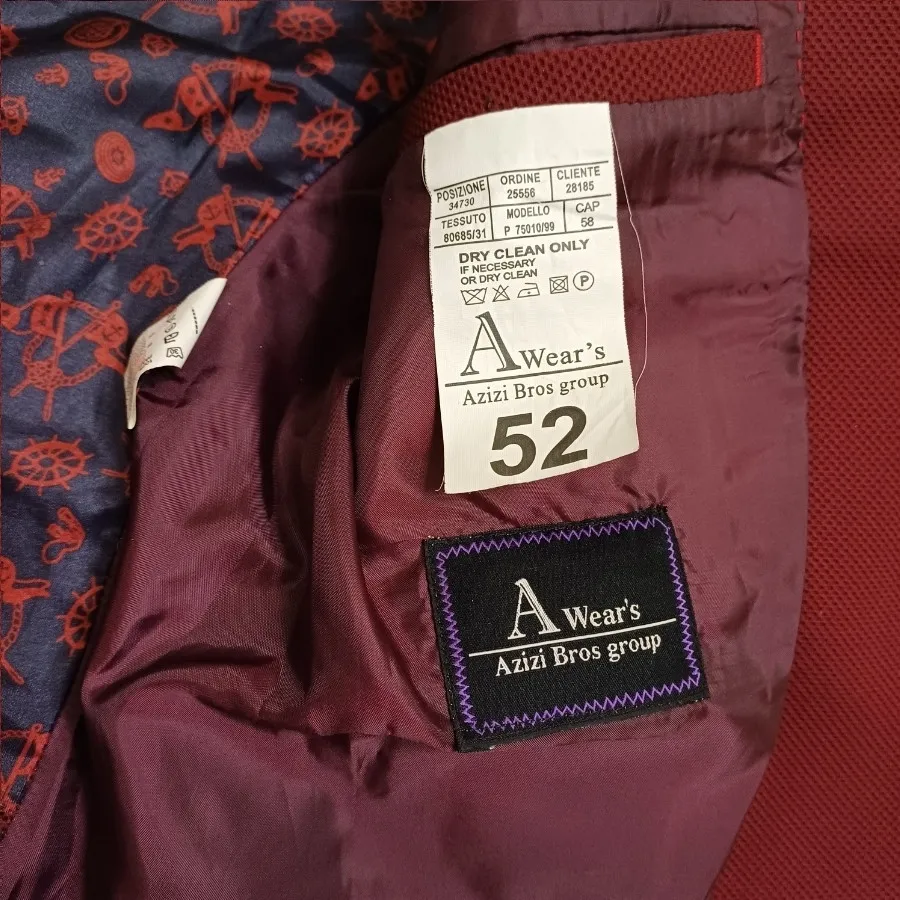 POSIZIONE ORDINE CLIENTE
34730 25556 28185
TESSUTO MODELLO CAP
80685/31 P 75010/99 58
DRY CLEAN ONLY
IF NECESSARY
OR DRY CLEAN
P
A WEAR'S
Azizi Bros group
52
A Wear's
Azizi Bros group